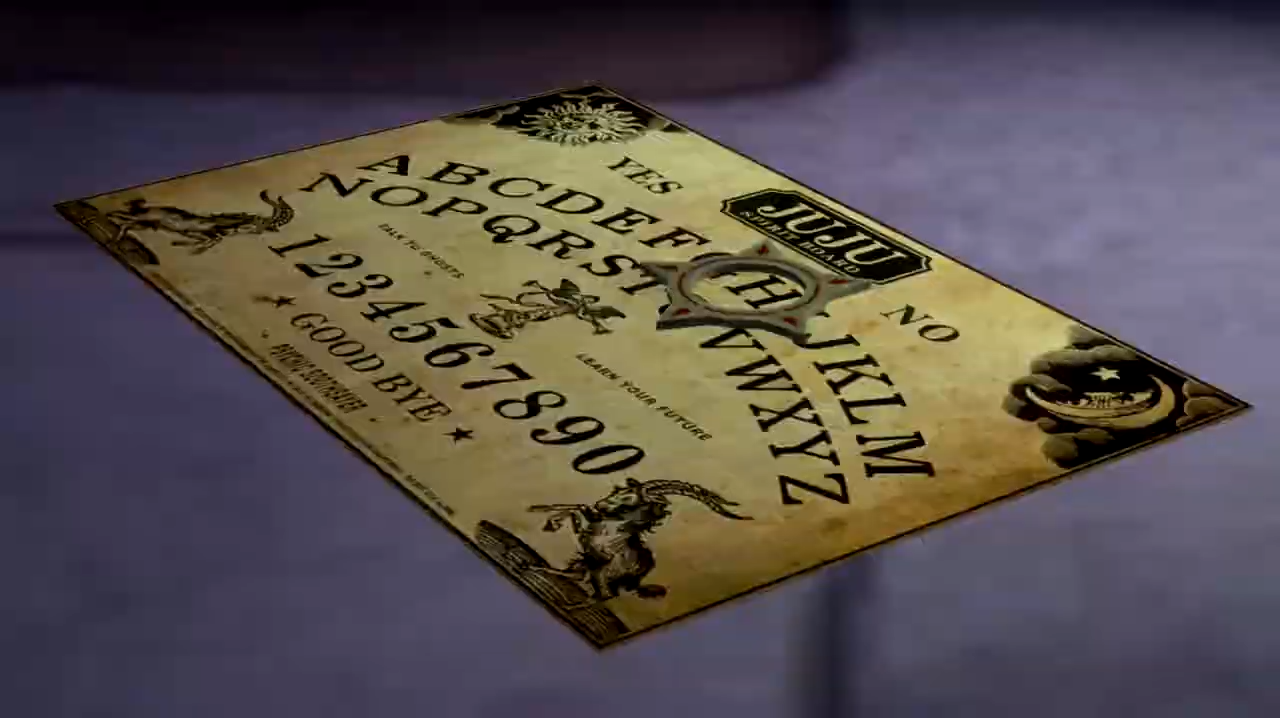 YES
JUJU
SPIRIT BOARD
NO
ABCDEF H JKLM
NOPQRST VWXYZ
TALK TO GHOSTS
LEARN YOUR FUTURE
1234567890
GOOD BYE